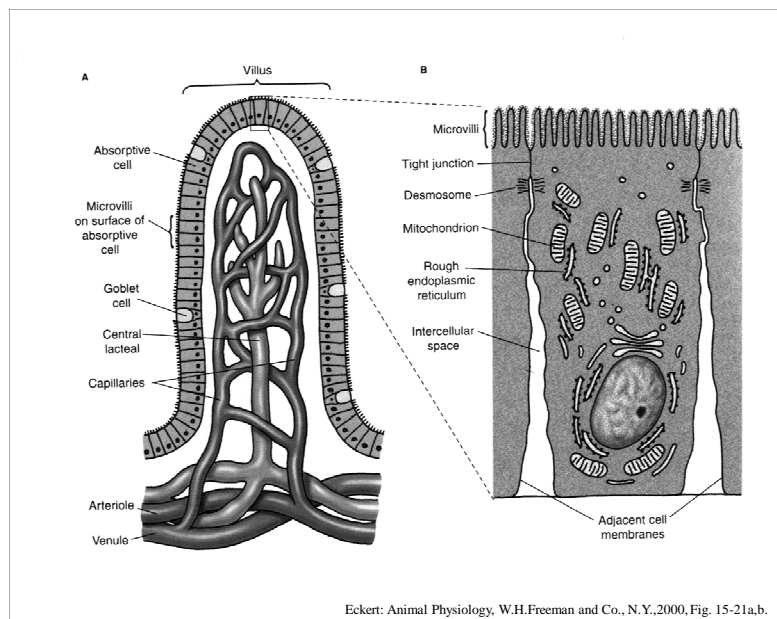 A
Villus
Absorptive
cell
Microvilli
on surface of
absorptive
cell
Goblet
cell
Central
lacteal
Capillaries
Arteriole
Venule
B
Microvilli
Tight junction
Desmosome
Mitochondrion
Rough
endoplasmic
reticulum
Intercellular
space
Adjacent cell
membranes
Eckert: Animal Physiology, W.H.Freeman and Co., N.Y.,2000, Fig. 15-21a,b.